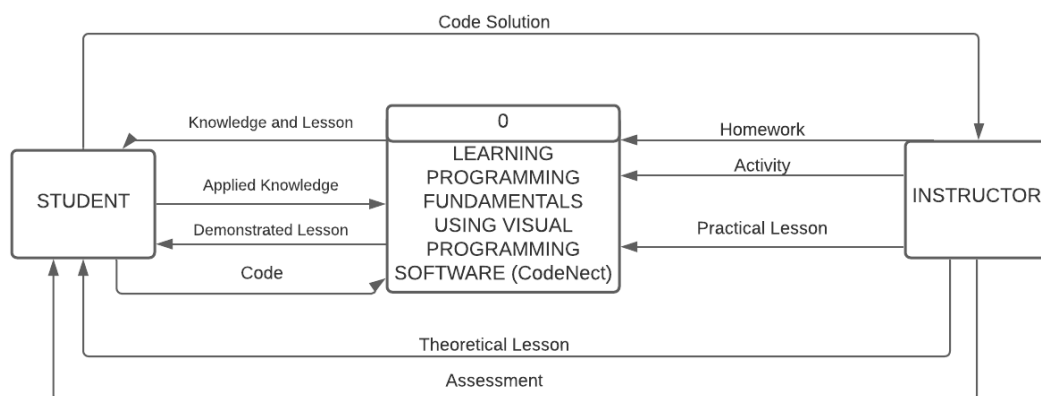 Code Solution
Knowledge and Lesson
0
Homework
LEARNING
PROGRAMMING
FUNDAMENTALS
USING VISUAL
PROGRAMMING
SOFTWARE (CodeNect)
Activity
STUDENT
Applied Knowledge
INSTRUCTOR
Demonstrated Lesson
Practical Lesson
Code
Theoretical Lesson
Assessment